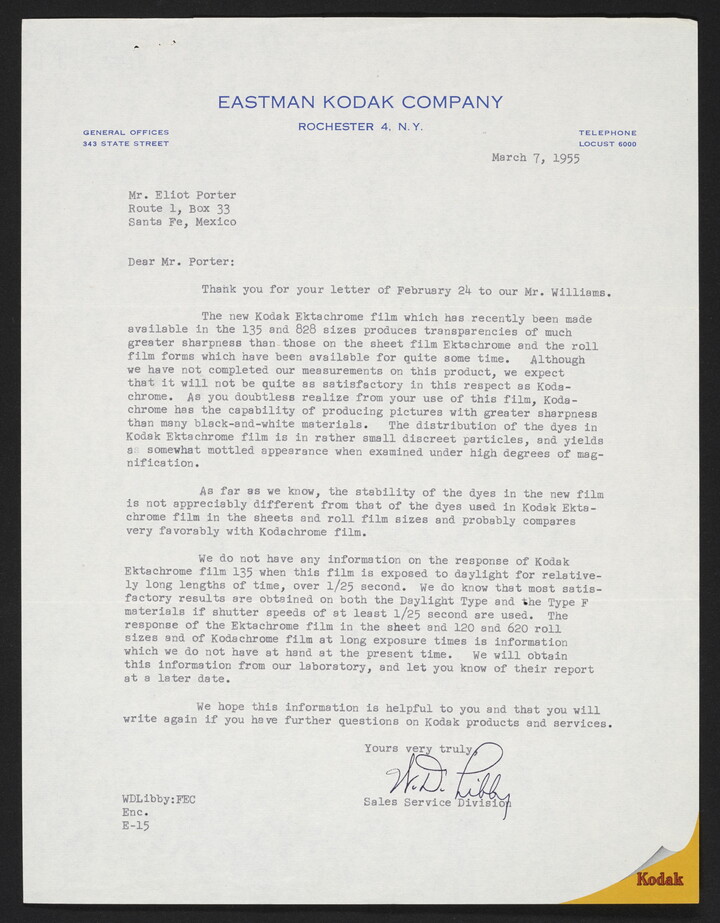 EASTMAN KODAK COMPANY
ROCHESTER 4, N.Y.
GENERAL OFFICES
343 STATE STREET
TELEPHONE
LOCUST 6000
March 7, 1955
Mr. Eliot Porter
Route 1, Box 33
Santa Fe, Mexico
Dear Mr. Porter:
Thank you for your letter of February 24 to our Mr. Williams.
The new Kodak Ektachrome film which has recently been made
available in the 135 and 828 sizes produces transparencies of much
greater sharpness than those on the sheet film Ektachrome and the roll
film forms which have been available for quite some time. Although
we have not completed our measurements on this product, we expect
that it will not be quite as satisfactory in this respect as Koda-
chrome. As you doubtless realize from your use of this film, Koda-
chrome has the capability of producing pictures with greater sharpness
than many black-and-white materials. The distribution of the dyes in
Kodak Ektachrome film is in rather small discreet particles, and yields
a somewhat mottled appearance when examined under high degrees of mag-
nification.
As far as we know, the stability of the dyes in the new film
is not appreciably different from that of the dyes used in Kodak Ekta-
chrome film in the sheets and roll film sizes and probably compares
very favorably with Kodachrome film.
We do not have any information on the response of Kodak
Ektachrome film 135 when this film is exposed to daylight for relative-
ly long lengths of time, over 1/25 second. We do know that most satis-
factory results are obtained on both the Daylight Type and the Type F
materials if shutter speeds of at least 1/25 second are used. The
response of the Ektachrome film in the sheet and 120 and 620 roll
sizes and of Kodachrome film at long exposure times is information
which we do not have at hand at the present time. We will obtain
this information from our laboratory, and let you know of their report
at a later date.
We hope this information is helpful to you and that you will
write again if you have further questions on Kodak products and services.
Yours very truly,
W.D. Libby
Sales Service Division
WDLibby:FEC
Enc.
E-15
Kodak